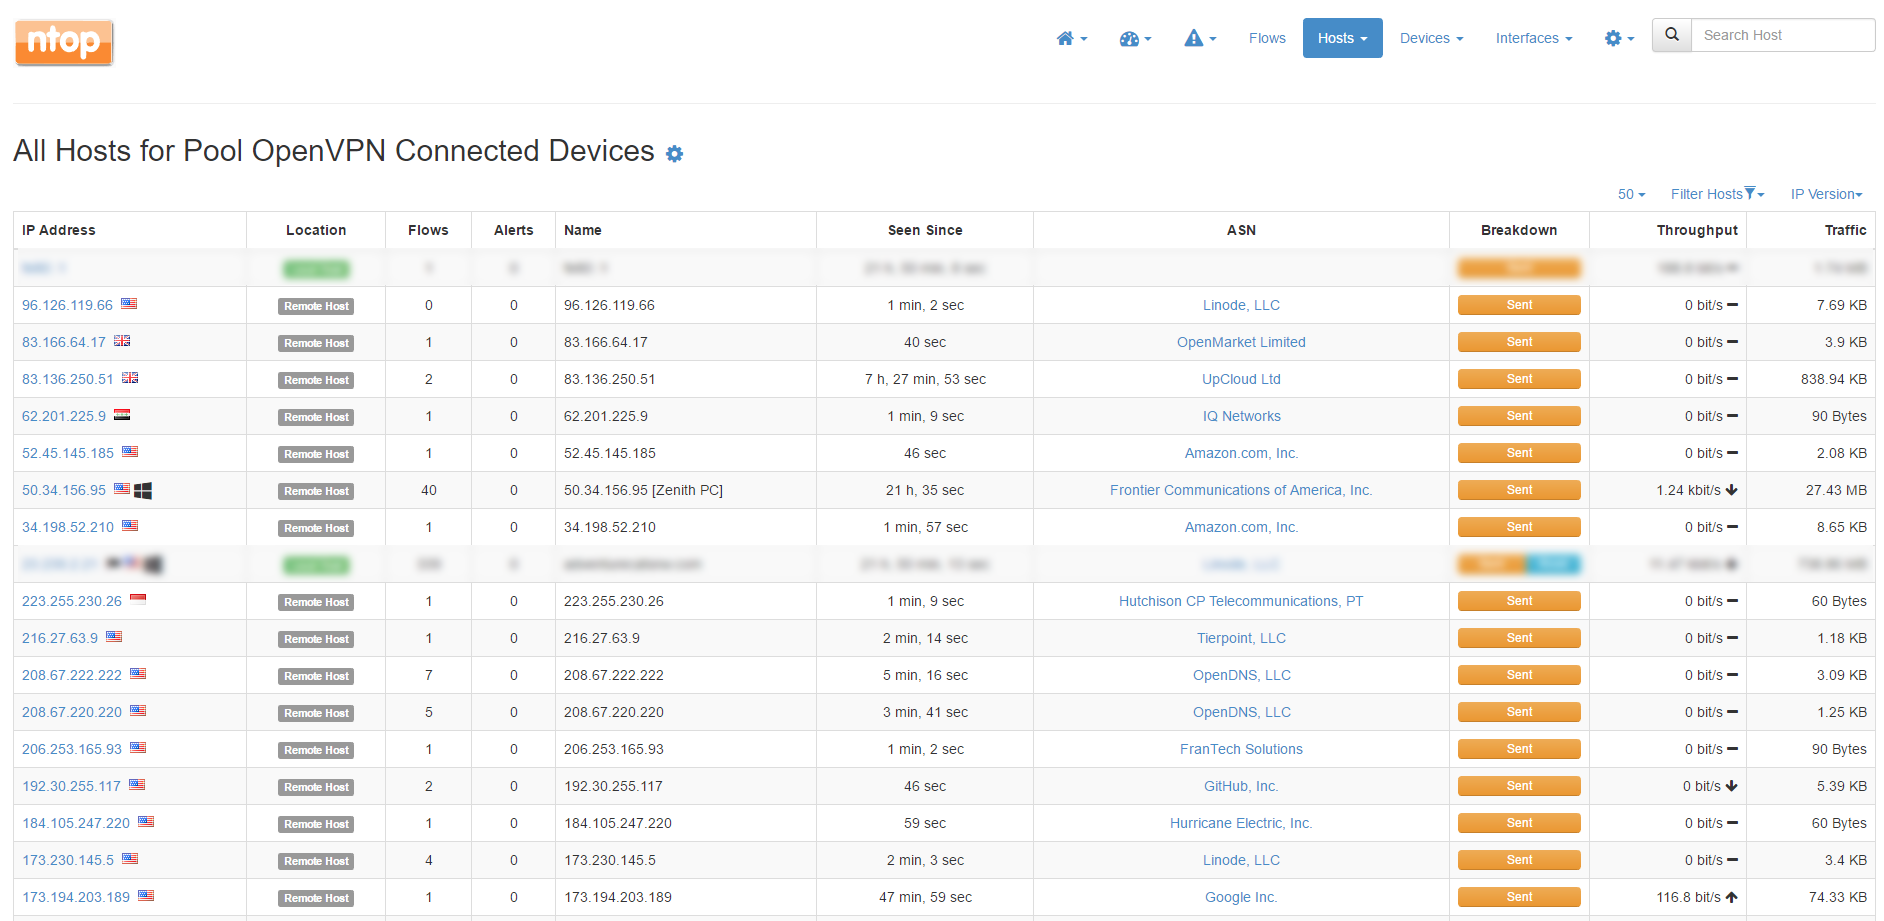 ntop
Flows Hosts Devices Interfaces Search Host
All Hosts for Pool OpenVPN Connected Devices
50 Filter Hosts IP Version
IP Address Location Flows Alerts Name Seen Since ASN Breakdown Throughput Traffic
96.126.119.66 Remote Host 0 0 96.126.119.66 1 min, 2 sec Linode, LLC Sent 0 bit/s 7.69 KB
83.166.64.17 Remote Host 1 0 83.166.64.17 40 sec OpenMarket Limited Sent 0 bit/s 3.9 KB
83.136.250.51 Remote Host 2 0 83.136.250.51 7 h, 27 min, 53 sec UpCloud Ltd Sent 0 bit/s 838.94 KB
62.201.225.9 Remote Host 1 0 62.201.225.9 1 min, 9 sec IQ Networks Sent 0 bit/s 90 Bytes
52.45.145.185 Remote Host 1 0 52.45.145.185 46 sec Amazon.com, Inc. Sent 0 bit/s 2.08 KB
50.34.156.95 Remote Host 40 0 50.34.156.95 [Zenith PC] 21 h, 35 sec Frontier Communications of America, Inc. Sent 1.24 kbit/s 27.43 MB
34.198.52.210 Remote Host 1 0 34.198.52.210 1 min, 57 sec Amazon.com, Inc. Sent 0 bit/s 8.65 KB
223.255.230.26 Remote Host 1 0 223.255.230.26 1 min, 9 sec Hutchison CP Telecommunications, PT Sent 0 bit/s 60 Bytes
216.27.63.9 Remote Host 1 0 216.27.63.9 2 min, 14 sec Tierpoint, LLC Sent 0 bit/s 1.18 KB
208.67.222.222 Remote Host 7 0 208.67.222.222 5 min, 16 sec OpenDNS, LLC Sent 0 bit/s 3.09 KB
208.67.220.220 Remote Host 5 0 208.67.220.220 3 min, 41 sec OpenDNS, LLC Sent 0 bit/s 1.25 KB
206.253.165.93 Remote Host 1 0 206.253.165.93 1 min, 2 sec FranTech Solutions Sent 0 bit/s 90 Bytes
192.30.255.117 Remote Host 2 0 192.30.255.117 46 sec GitHub, Inc. Sent 0 bit/s 5.39 KB
184.105.247.220 Remote Host 1 0 184.105.247.220 59 sec Hurricane Electric, Inc. Sent 0 bit/s 60 Bytes
173.230.145.5 Remote Host 4 0 173.230.145.5 2 min, 3 sec Linode, LLC Sent 0 bit/s 3.4 KB
173.194.203.189 Remote Host 1 0 173.194.203.189 47 min, 59 sec Google Inc. Sent 116.8 bit/s 74.33 KB